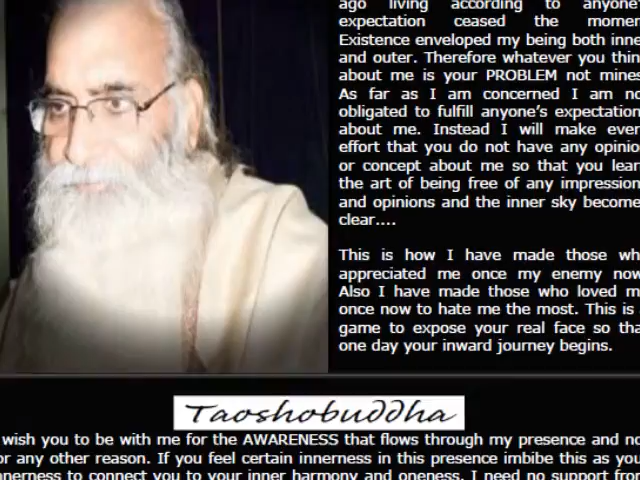 ago living according to anyone's
expectation ceased the
Existence enveloped my being both
and outer. Therefore whatever you
about me is your PROBLEM not mines
As far as I am concerned I am
obligated to fulfill anyone's expectation
about me. Instead I will make
effort that you do not have any
or concept about me so that you
the art of being free of any impression
and opinions and the inner sky become
clear....
This is how I have made those
appreciated me once my enemy
Also I have made those who loved
once now to hate me the most. This is
game to expose your real face so
one day your inward journey begins.
Taoshobuddha
wish you to be with me for the AWARENESS that flows through my presence and
any other reason. If you feel certain innerness in this presence imbibe this as
to connect you to your inner harmony and oneness. I need no support